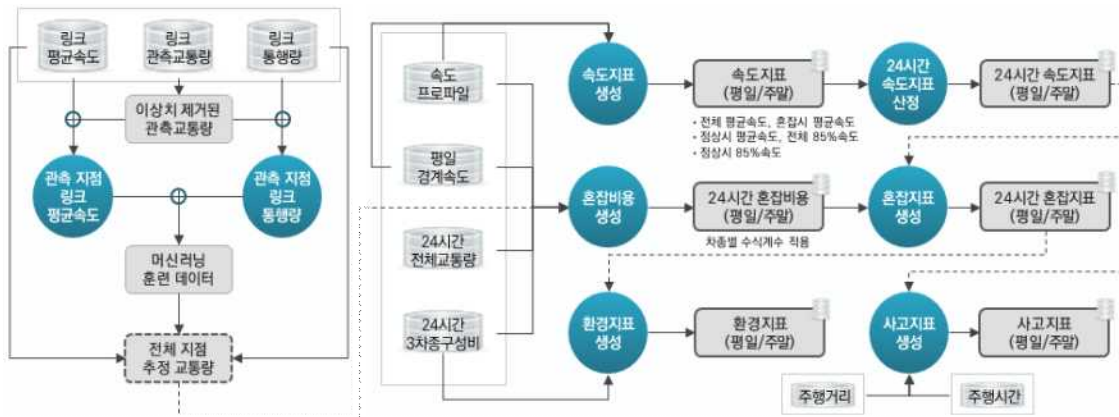 링크
평균속도
링크
관측교통량
링크
통행량
이상치 제거된
관측교통량
관측 지점
링크
평균속도
관측 지점
링크
통행량
머신러닝
훈련 데이터
전체 지점
추정 교통량
속도
프로파일
평일
경계속도
24시간
전체교통량
24시간
3차종구성비
속도지표
생성
속도지표
(평일/주말)
• 전체 평균속도, 혼잡시 평균속도
• 정상시 평균속도, 전체 85%속도
• 정상시 85%속도
24시간
속도지표
산정
24시간 속도지표
(평일/주말)
혼잡비용
생성
24시간 혼잡비용
(평일/주말)
차종별 수식계수 적용
혼잡지표
생성
24시간 혼잡지표
(평일/주말)
환경지표
생성
환경지표
(평일/주말)
사고지표
생성
사고지표
(평일/주말)
주행거리
주행시간